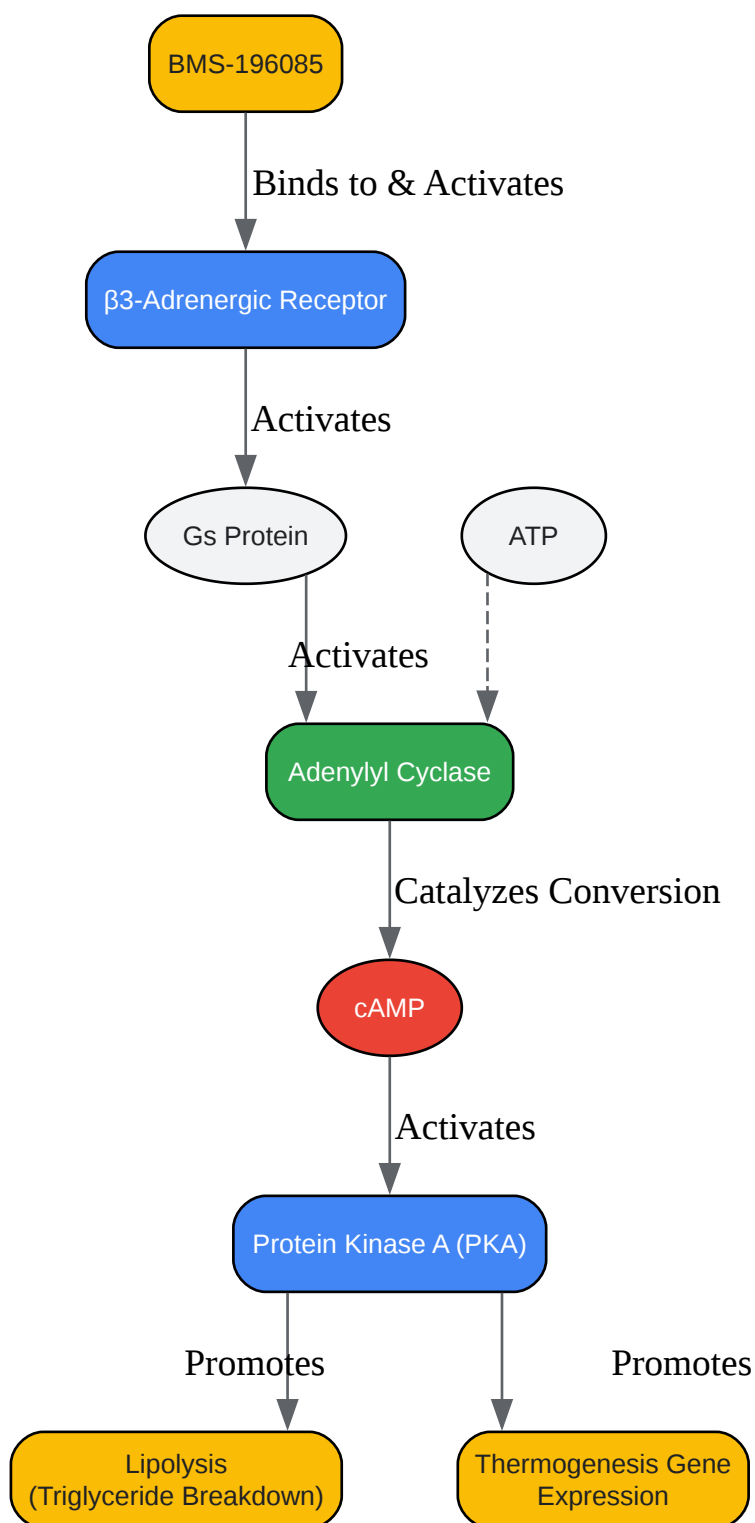 BMS-196085
Binds to & Activates
β3-Adrenergic Receptor
Activates
Gs Protein
ATP
Activates
Adenylyl Cyclase
Catalyzes Conversion
cAMP
Activates
Protein Kinase A (PKA)
Promotes
Promotes
Lipolysis
(Triglyceride Breakdown)
Thermogenesis Gene
Expression